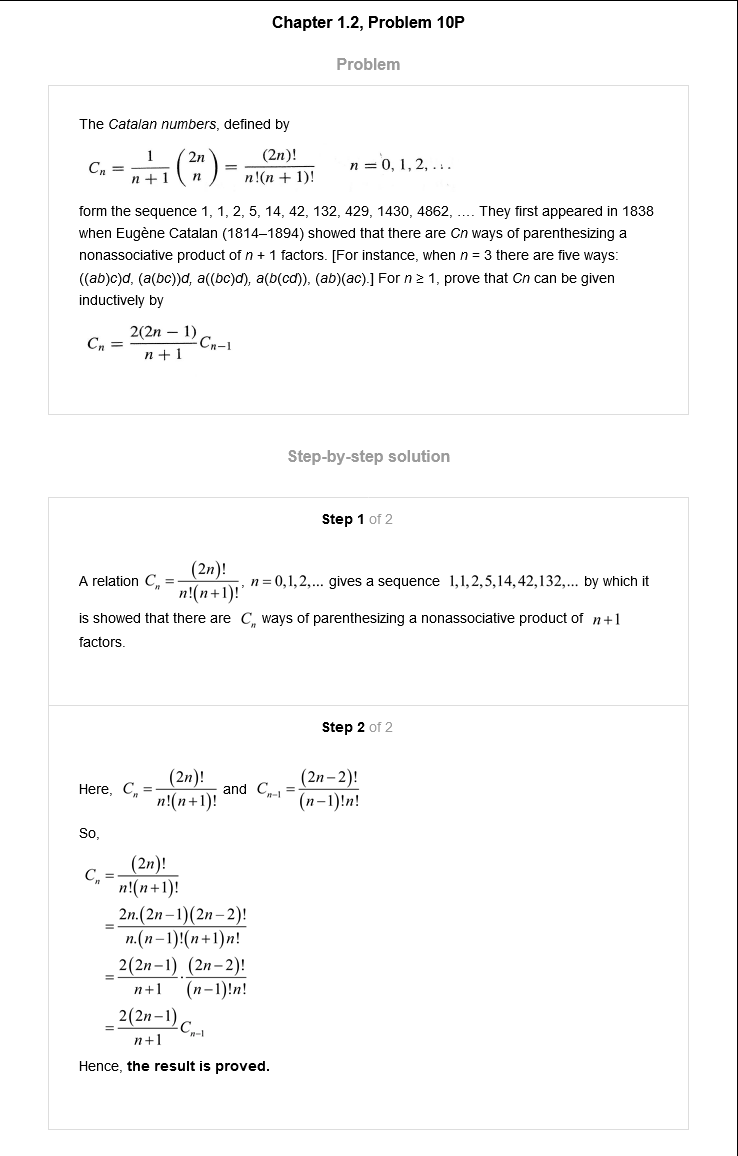 Chapter 1.2, Problem 10P
Problem
The Catalan numbers, defined by
C_n = \frac{1}{n + 1} \binom{2n}{n} = \frac{(2n)!}{n!(n + 1)!}    n = 0, 1, 2, . . .
form the sequence 1, 1, 2, 5, 14, 42, 132, 429, 1430, 4862, .... They first appeared in 1838
when Eugène Catalan (1814–1894) showed that there are Cn ways of parenthesizing a
nonassociative product of n + 1 factors. [For instance, when n = 3 there are five ways:
((ab)c)d, (a(bc))d, a((bc)d), a(b(cd)), (ab)(ac).] For n ≥ 1, prove that Cn can be given
inductively by
C_n = \frac{2(2n − 1)}{n + 1} C_{n−1}
Step-by-step solution
Step 1 of 2
A relation C_n = \frac{(2n)!}{n!(n+1)!}, n = 0,1,2,... gives a sequence 1,1,2,5,14,42,132,... by which it
is showed that there are C_n ways of parenthesizing a nonassociative product of n+1
factors.
Step 2 of 2
Here, C_n = \frac{(2n)!}{n!(n+1)!} and C_{n−1} = \frac{(2n−2)!}{(n−1)!n!}
So,
C_n = \frac{(2n)!}{n!(n+1)!}
= \frac{2n.(2n−1)(2n−2)!}{n.(n−1)!(n+1)n!}
= \frac{2(2n−1)}{n+1} . \frac{(2n−2)!}{(n−1)!n!}
= \frac{2(2n−1)}{n+1} C_{n−1}
Hence, the result is proved.